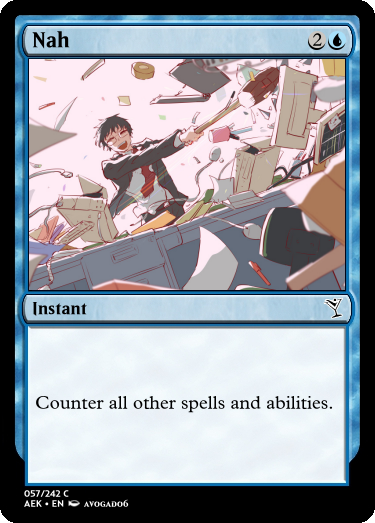 Nah 2
Instant
Counter all other spells and abilities.
057/242 C
AEK • EN AVOGADO6